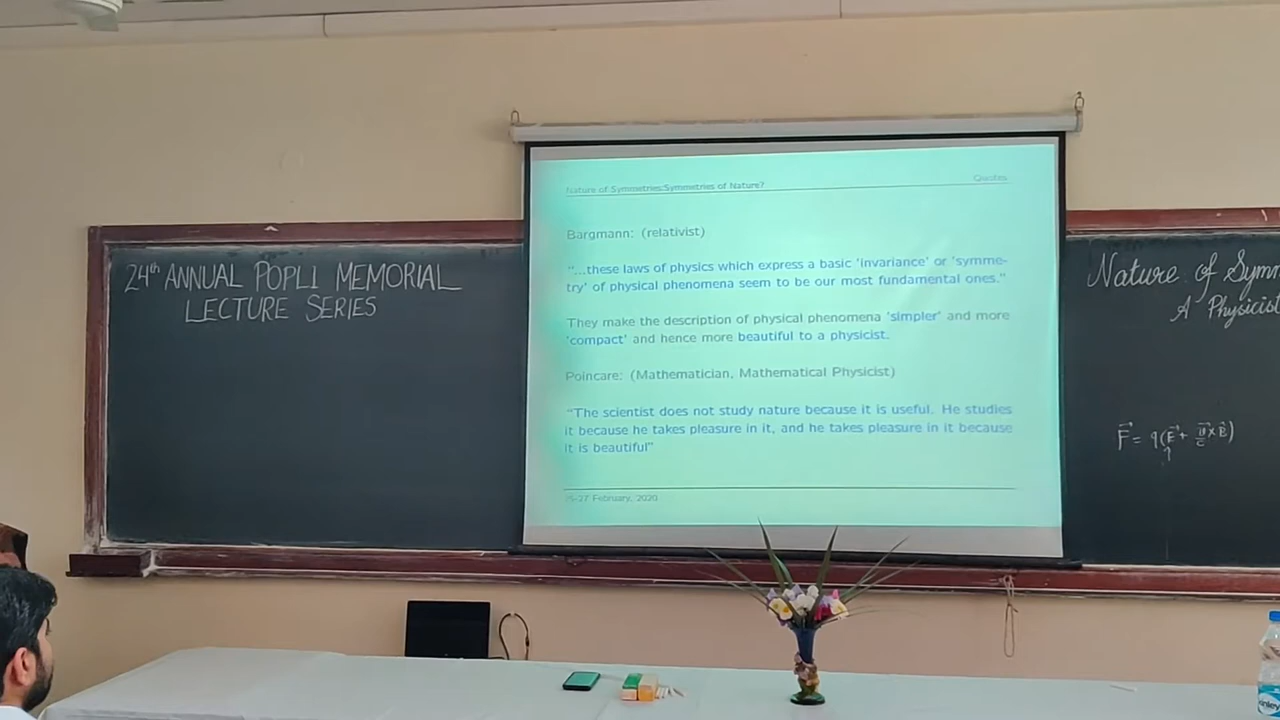 24th ANNUAL POPLI MEMORIAL
LECTURE SERIES
Nature of Symmetries:Symmetries of Nature?
Quotes
Bargmann: (relativist)
"...these laws of physics which express a basic 'invariance' or 'symme-
try' of physical phenomena seem to be our most fundamental ones."
They make the description of physical phenomena 'simpler' and more
'compact' and hence more beautiful to a physicist.
Poincare: (Mathematician, Mathematical Physicist)
"The scientist does not study nature because it is useful. He studies
it because he takes pleasure in it, and he takes pleasure in it because
it is beautiful"
27 February, 2020
Nature of Symm
A Physicist
F⃗ = q(E⃗ + v⃗/c × B⃗)